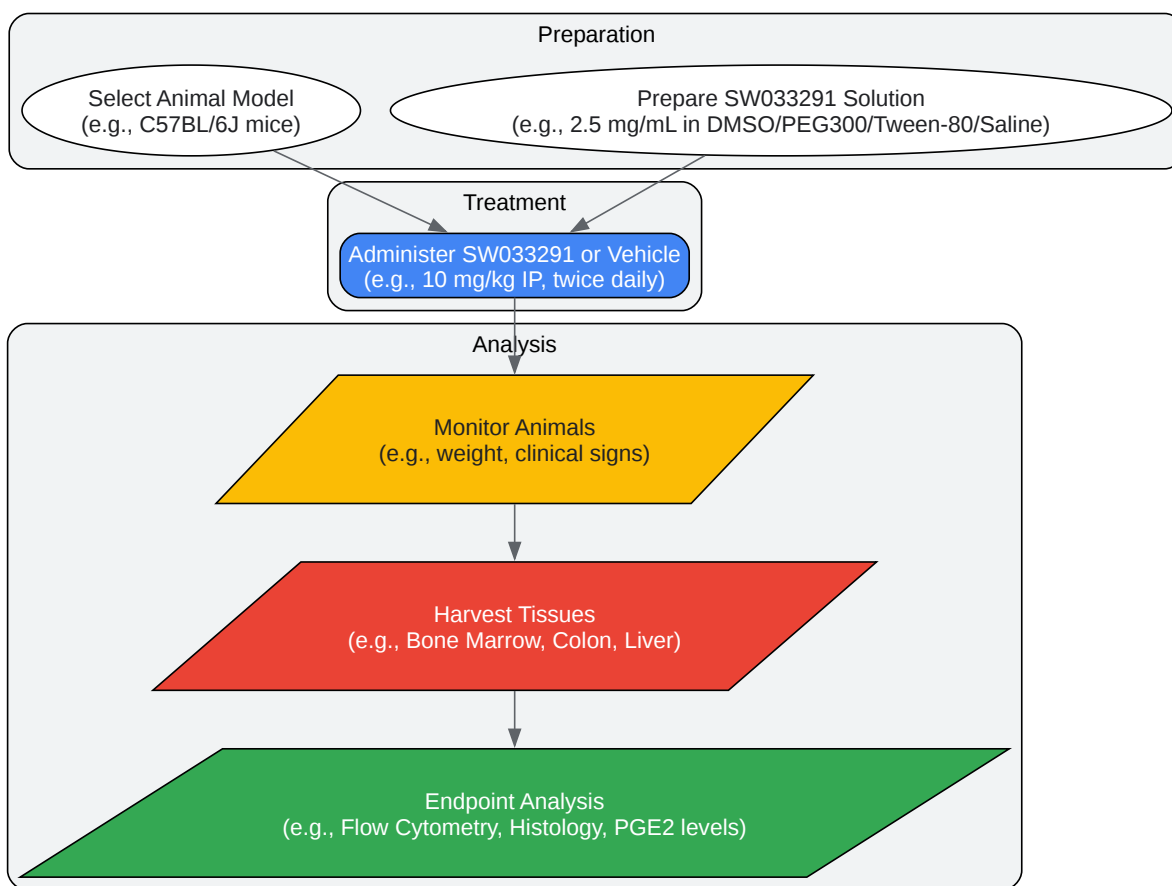 Preparation
Select Animal Model
(e.g., C57BL/6J mice)
Prepare SW033291 Solution
(e.g., 2.5 mg/mL in DMSO/PEG300/Tween-80/Saline)
Treatment
Administer SW033291 or Vehicle
(e.g., 10 mg/kg IP, twice daily)
Analysis
Monitor Animals
(e.g., weight, clinical signs)
Harvest Tissues
(e.g., Bone Marrow, Colon, Liver)
Endpoint Analysis
(e.g., Flow Cytometry, Histology, PGE2 levels)